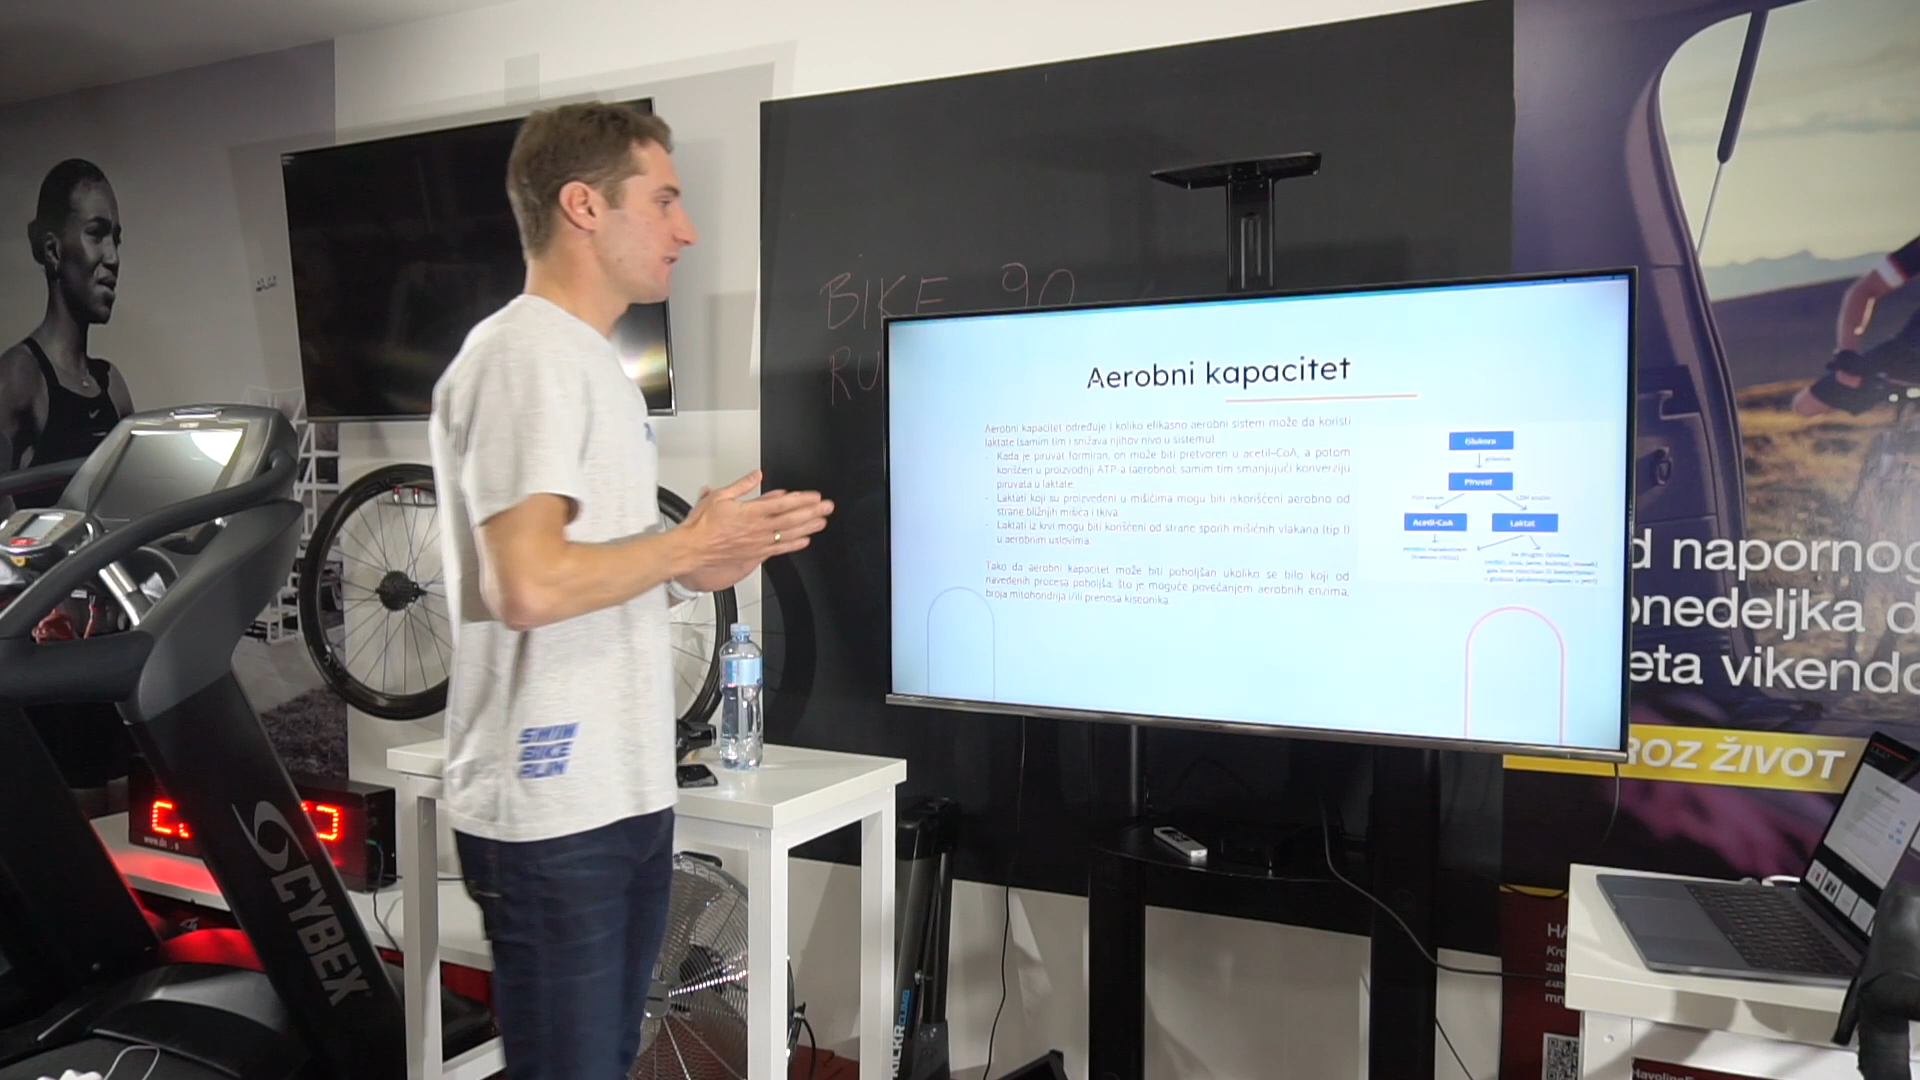 BIKE 90
RU
Aerobni kapacitet
Aerobni kapacitet određuje i koliko efikasno aerobni sistem može da koristi
laktate (samim tim i snižava njihov nivo u sistemu).
- Kada je piruvat formiran, on može biti pretvoren u acetil-CoA, a potom
korišćen u proizvodnji ATP-a (aerobno), samim tim smanjujući konverziju
piruvata u laktate.
- Laktati koji su proizvedeni u mišićima mogu biti iskorišćeni aerobno od
strane bližnjih mišića i tkiva.
- Laktati iz krvi mogu biti korišćeni od strane sporih mišićnih vlakana (tip I)
u aerobnim uslovima.
Tako da aerobni kapacitet može biti poboljšan ukoliko se bilo koji od
navedenih procesa poboljša, što je moguće povećanjem aerobnih enzima,
broja mitohondrija i/ili prenosa kiseonika.
Glukoza
Piruvat
Acetil-CoA
Laktat
d napornog
onedeljka d
eta vikendo
ROZ ŽIVOT
SWIM
BIKE
RUN
CYBEX
KICKR CLIMB